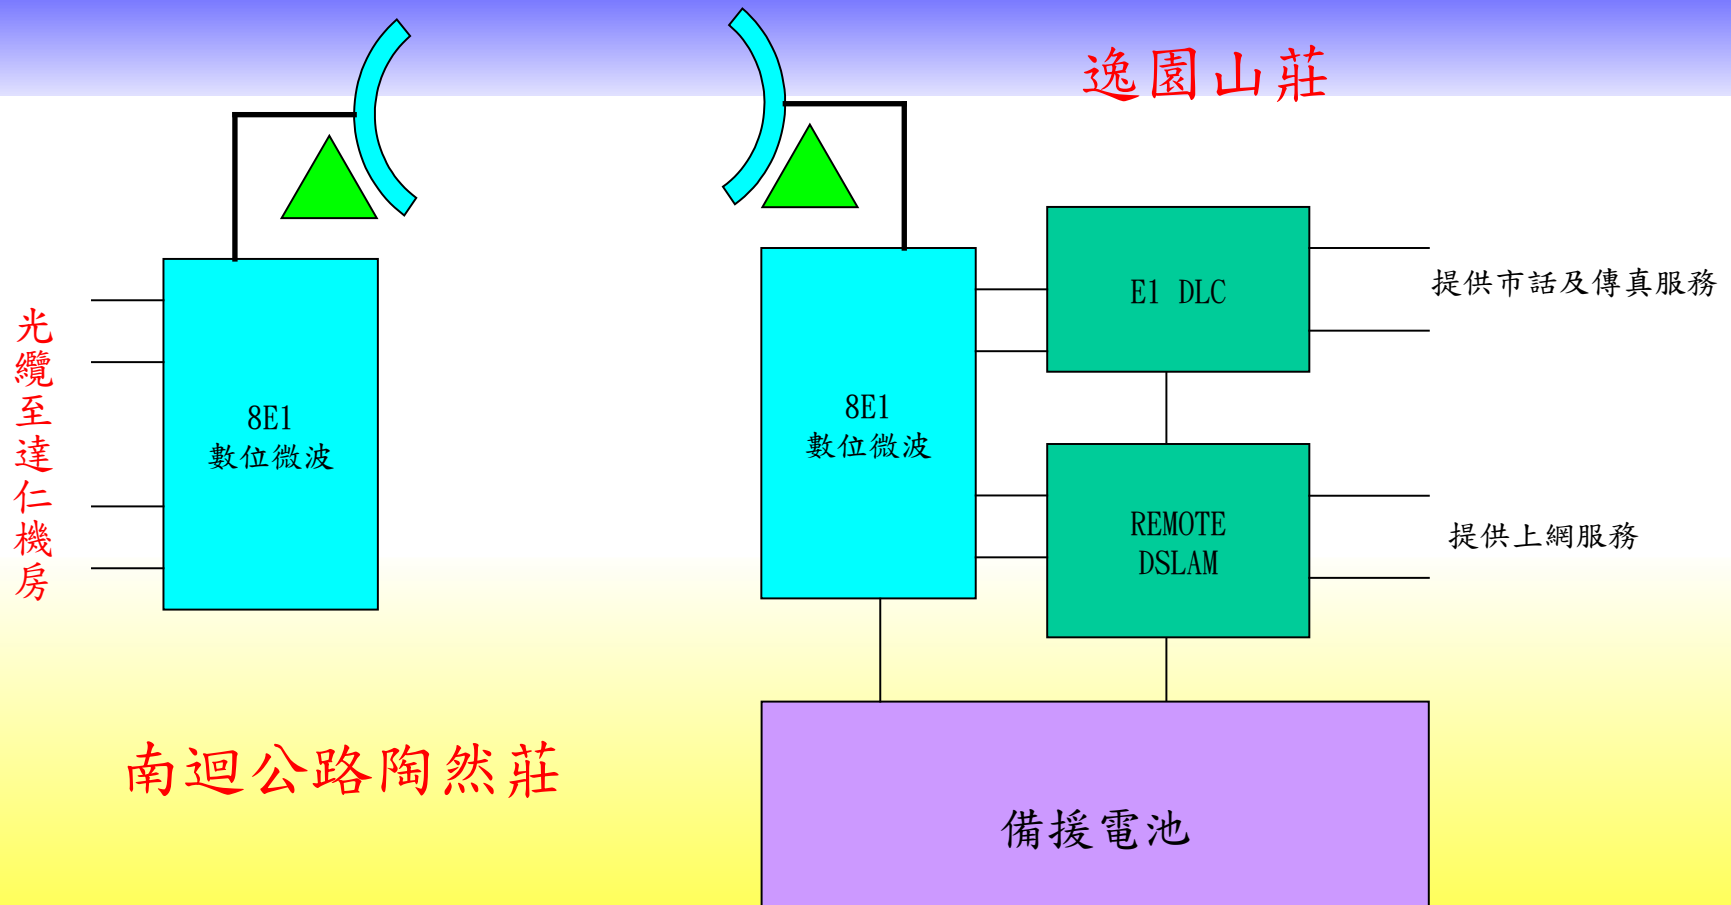 逸園山莊
E1 DLC
提供市話及傳真服務
光纜至達仁機房
8E1
數位微波
8E1
數位微波
REMOTE
DSLAM
提供上網服務
南迴公路陶然莊
備援電池